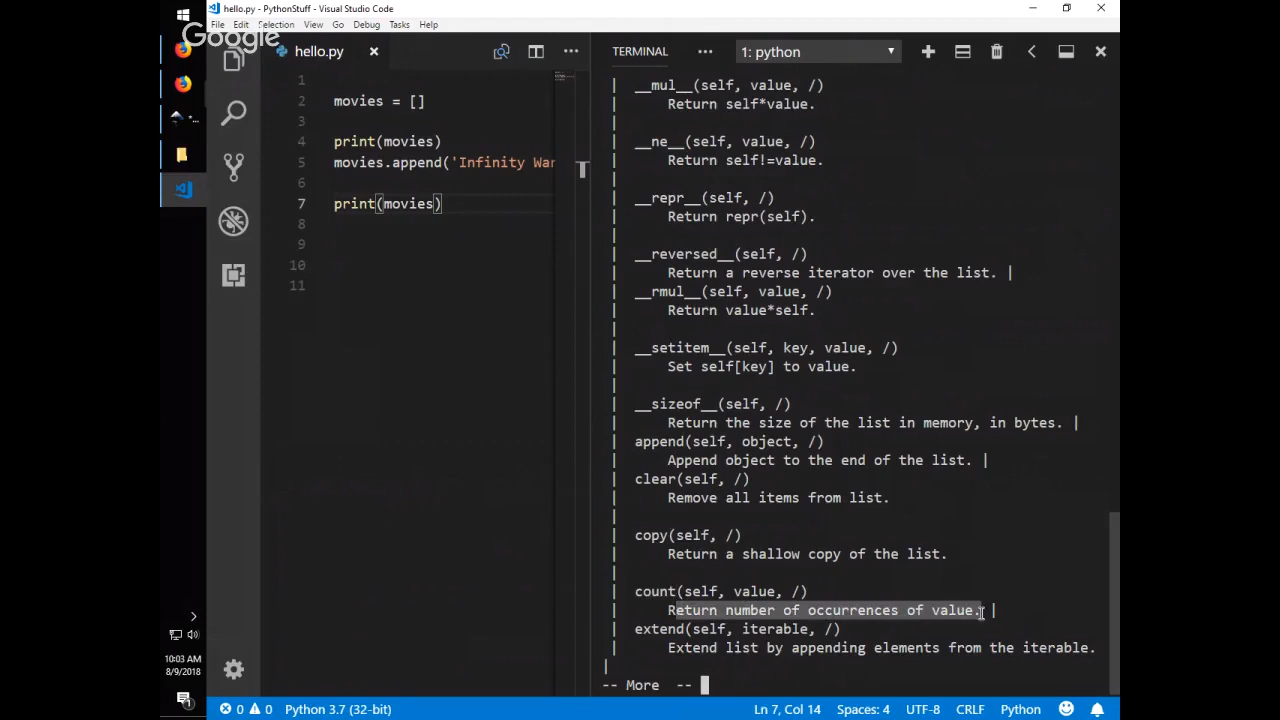 hello.py - PythonStuff - Visual Studio Code
File Edit Selection View Go Debug Tasks Help
Google
hello.py
TERMINAL
1: python
1
2 movies = []
3
4 print(movies)
5 movies.append('Infinity War
6
7 print(movies)
8
9
10
11
| __mul__(self, value, /)
| Return self*value.
|
| __ne__(self, value, /)
| Return self!=value.
|
| __repr__(self, /)
| Return repr(self).
|
| __reversed__(self, /)
| Return a reverse iterator over the list. |
| __rmul__(self, value, /)
| Return value*self.
|
| __setitem__(self, key, value, /)
| Set self[key] to value.
|
| __sizeof__(self, /)
| Return the size of the list in memory, in bytes. |
| append(self, object, /)
| Append object to the end of the list. |
| clear(self, /)
| Remove all items from list.
|
| copy(self, /)
| Return a shallow copy of the list.
|
| count(self, value, /)
| Return number of occurrences of value. |
| extend(self, iterable, /)
| Extend list by appending elements from the iterable.
|
-- More --
10:03 AM
8/9/2018
1
0 0 Python 3.7 (32-bit)
Ln 7, Col 14 Spaces: 4 UTF-8 CRLF Python